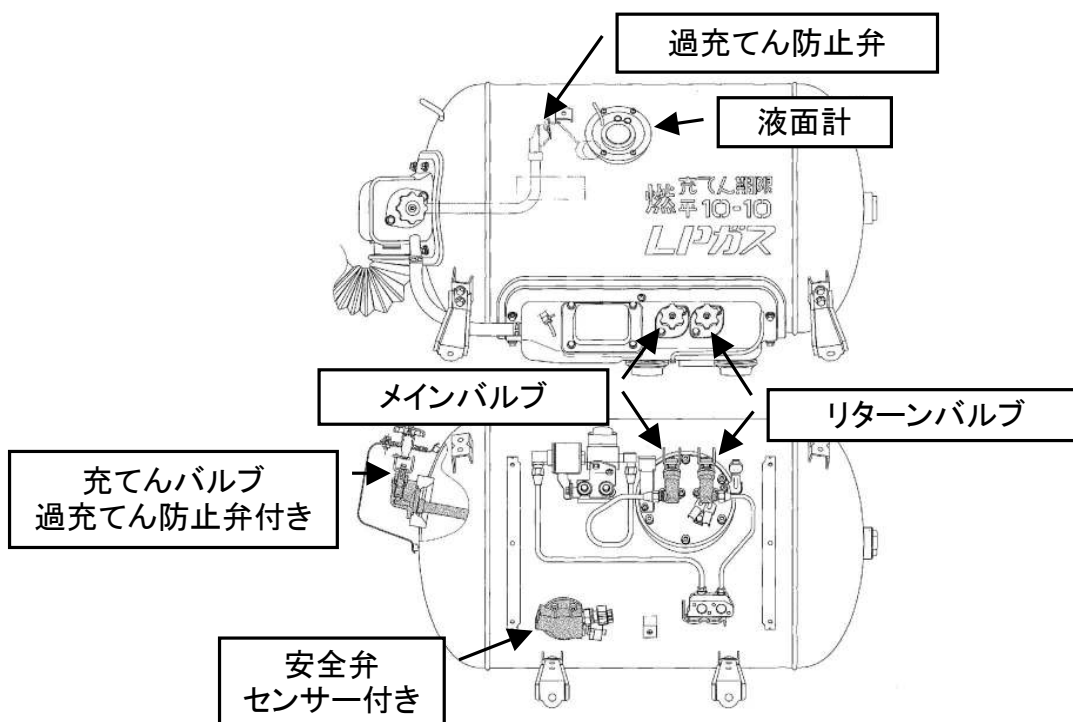 過充てん防止弁
液面計
燃
充てん期限
平10-10
LPガス
メインバルブ
リターンバルブ
充てんバルブ
過充てん防止弁付き
安全弁
センサー付き